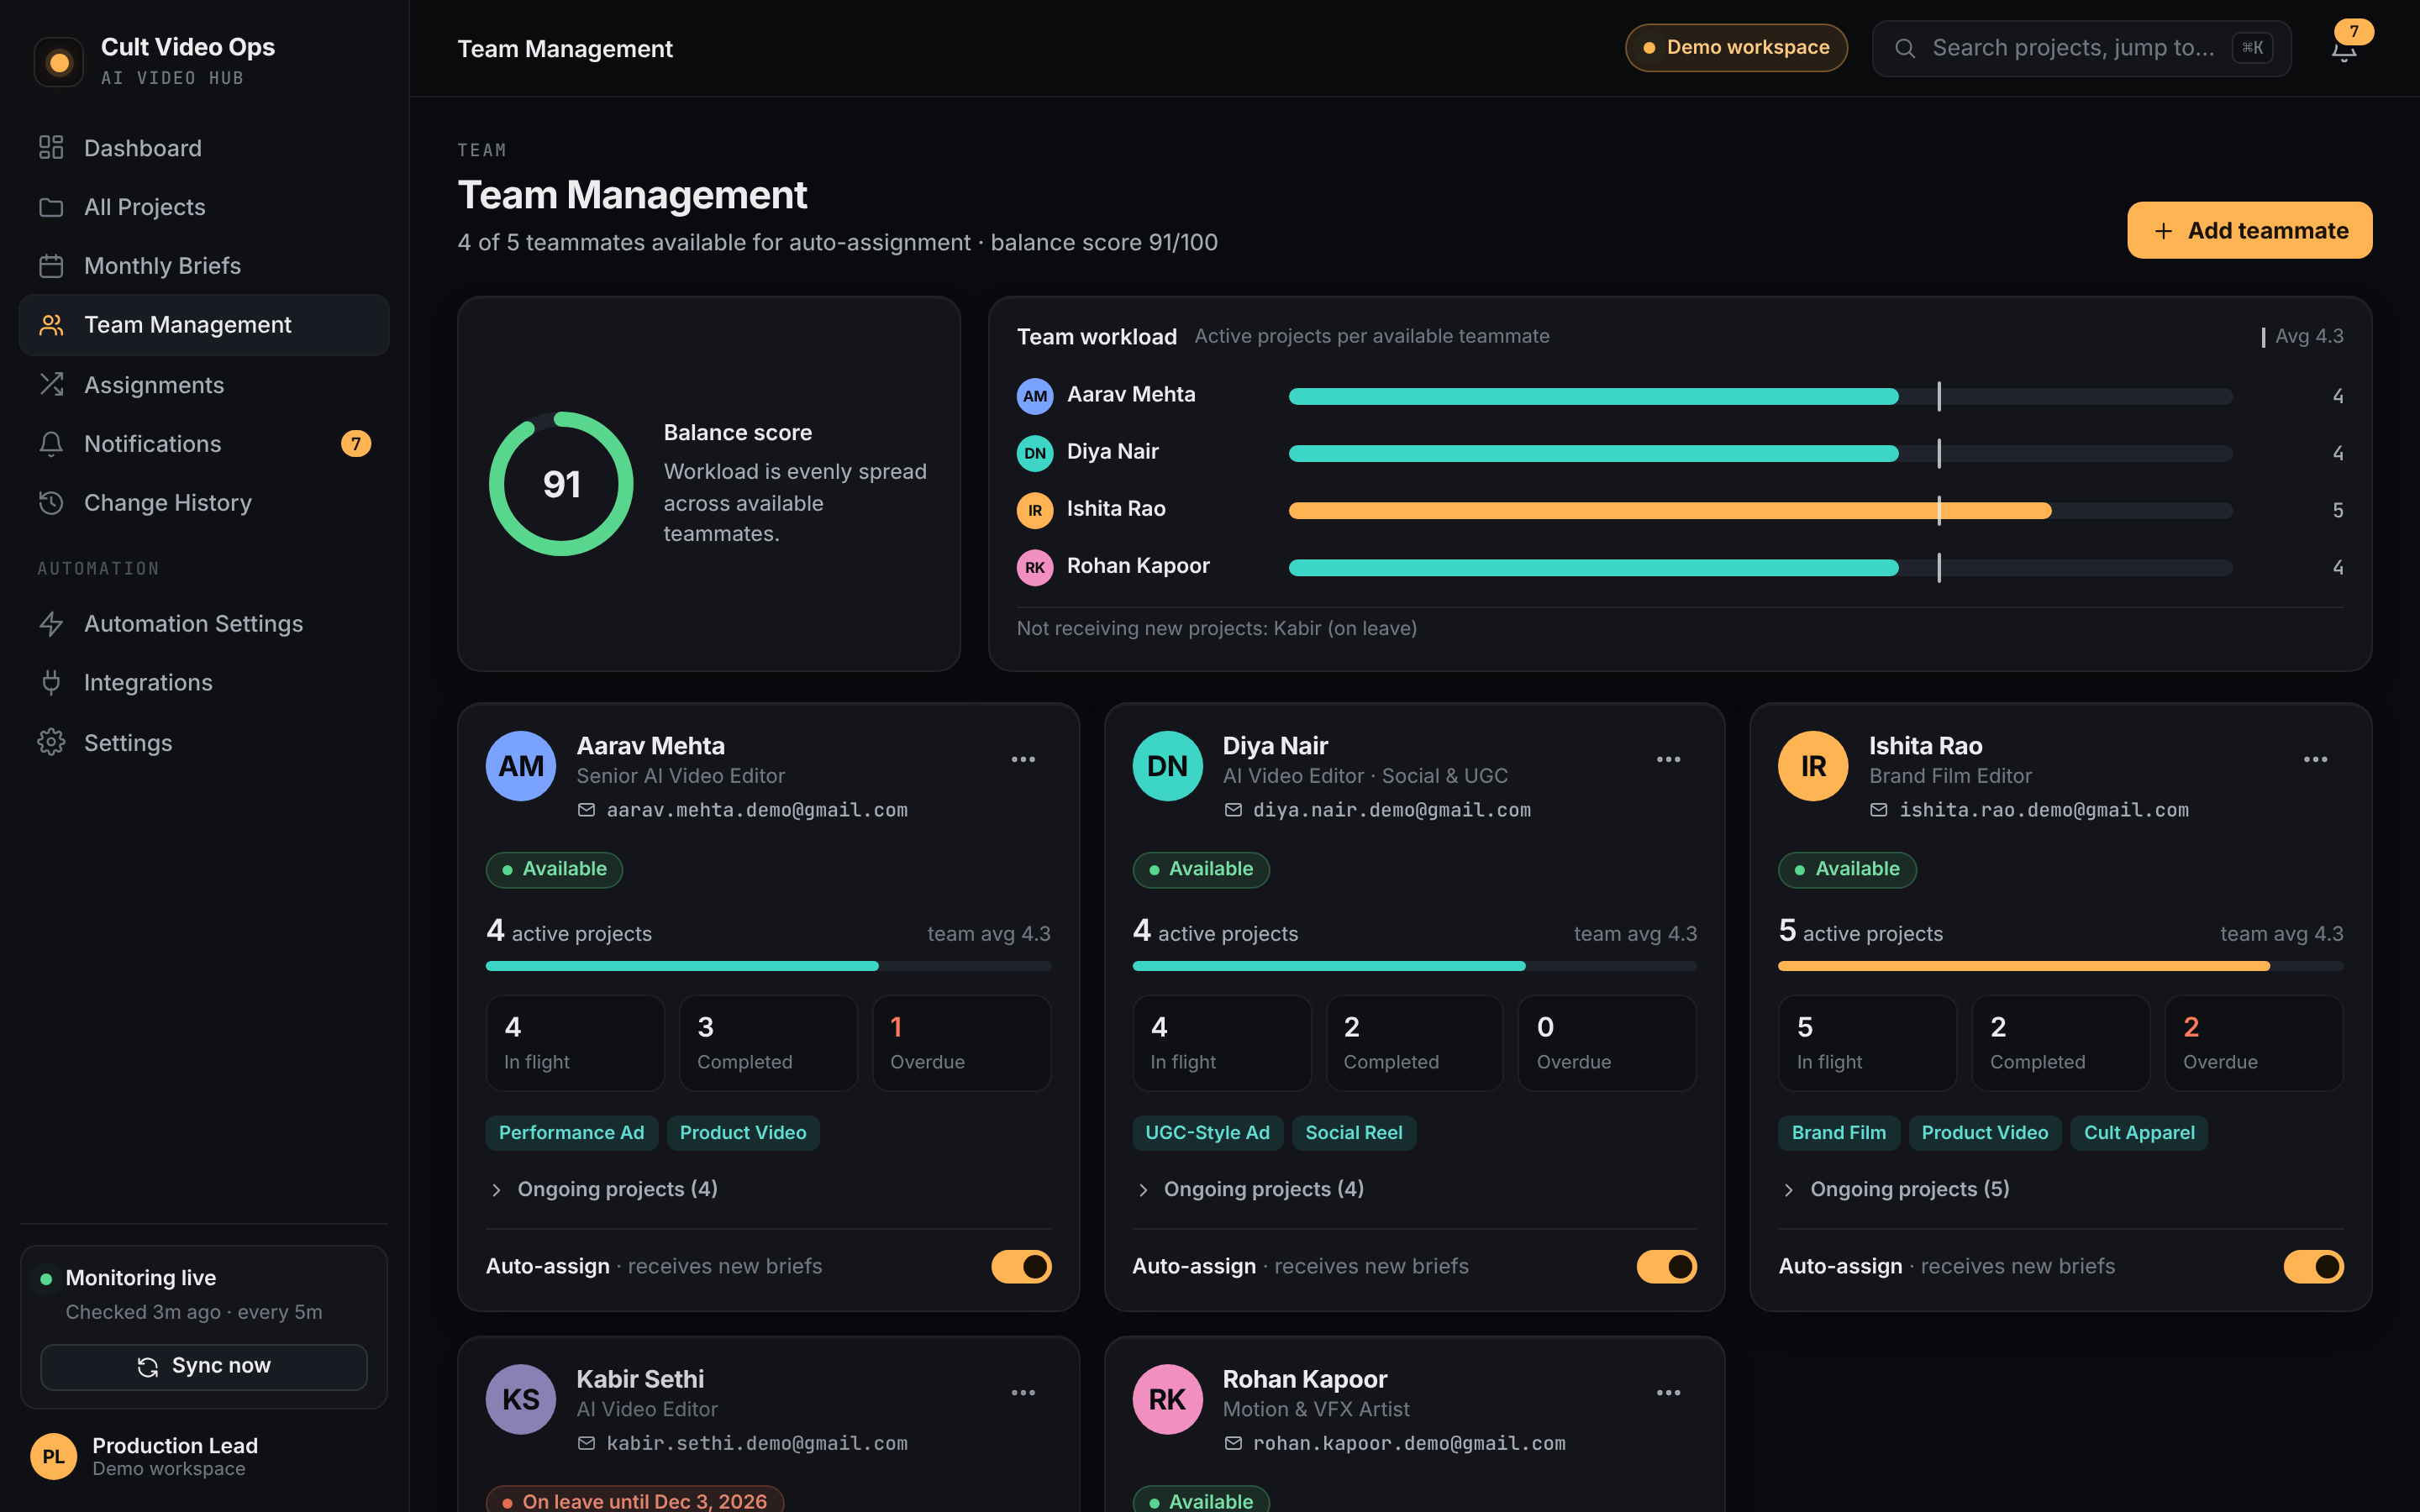 Cult Video Ops
AI VIDEO HUB
Dashboard
All Projects
Monthly Briefs
Team Management
Assignments
Notifications 7
Change History
AUTOMATION
Automation Settings
Integrations
Settings
Monitoring live
Checked 3m ago · every 5m
Sync now
PL Production Lead
Demo workspace
Team Management
Demo workspace
Search projects, jump to... ⌘K
7
TEAM
Team Management
4 of 5 teammates available for auto-assignment · balance score 91/100
+ Add teammate
91
Balance score
Workload is evenly spread
across available
teammates.
Team workload Active projects per available teammate Avg 4.3
AM Aarav Mehta 4
DN Diya Nair 4
IR Ishita Rao 5
RK Rohan Kapoor 4
Not receiving new projects: Kabir (on leave)
AM Aarav Mehta
Senior AI Video Editor
aarav.mehta.demo@gmail.com
Available
4 active projects team avg 4.3
4 3 1
In flight Completed Overdue
Performance Ad Product Video
Ongoing projects (4)
Auto-assign · receives new briefs
DN Diya Nair
AI Video Editor · Social & UGC
diya.nair.demo@gmail.com
Available
4 active projects team avg 4.3
4 2 0
In flight Completed Overdue
UGC-Style Ad Social Reel
Ongoing projects (4)
Auto-assign · receives new briefs
IR Ishita Rao
Brand Film Editor
ishita.rao.demo@gmail.com
Available
5 active projects team avg 4.3
5 2 2
In flight Completed Overdue
Brand Film Product Video Cult Apparel
Ongoing projects (5)
Auto-assign · receives new briefs
KS Kabir Sethi
AI Video Editor
kabir.sethi.demo@gmail.com
On leave until Dec 3, 2026
RK Rohan Kapoor
Motion & VFX Artist
rohan.kapoor.demo@gmail.com
Available